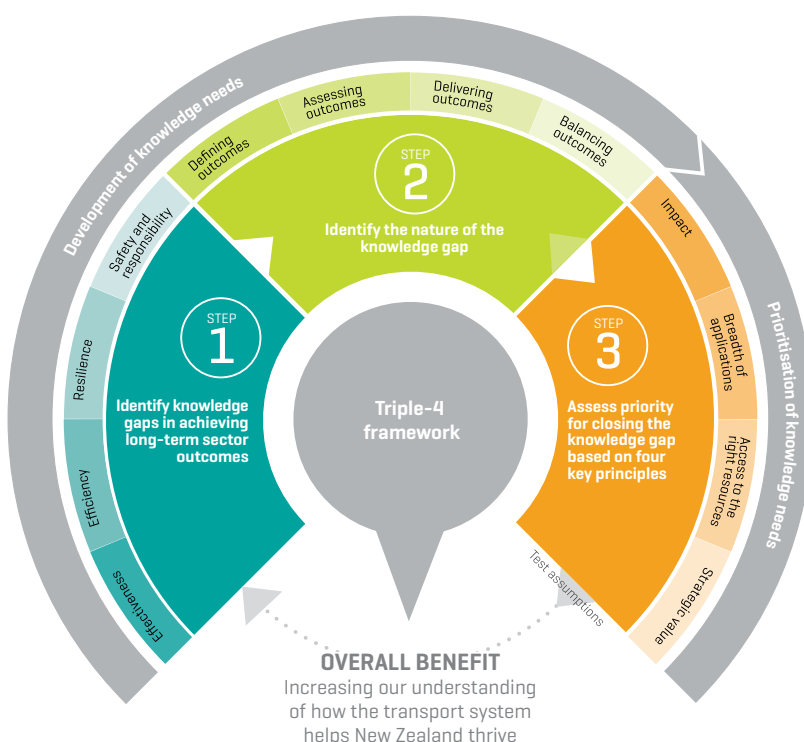 Development of knowledge needs
Prioritisation of knowledge needs
Defining
outcomes
Assessing
outcomes
Delivering
outcomes
Balancing
outcomes
STEP
2
Identify the nature of the
knowledge gap
Safety and
responsibility
Resilience
Efficiency
Effectiveness
STEP
1
Identify knowledge
gaps in achieving
long-term sector
outcomes
Triple-4
framework
STEP
3
Assess priority
for closing the
knowledge gap
based on four
key principles
Impact
Breadth of
applications
Access to the
right resources
Strategic value
Test assumptions
OVERALL BENEFIT
Increasing our understanding
of how the transport system
helps New Zealand thrive